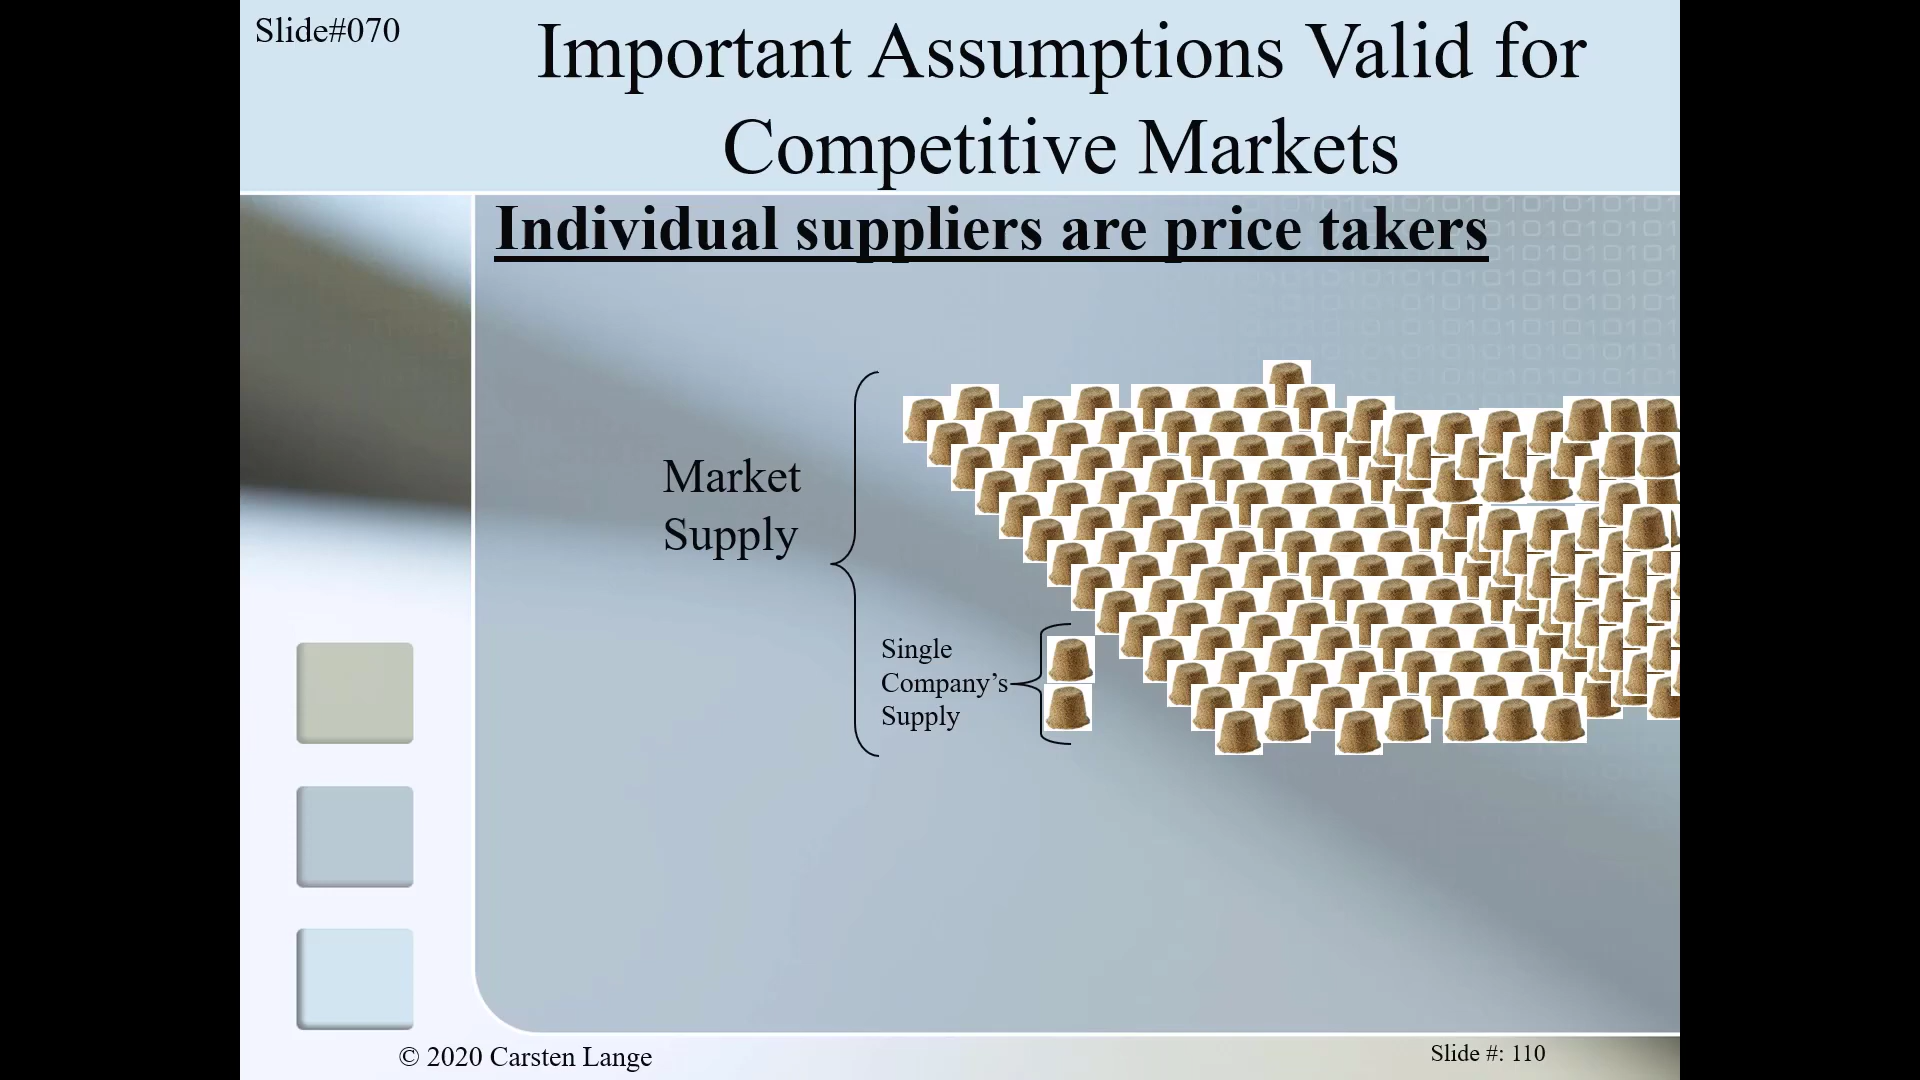 Slide#070
Important Assumptions Valid for
Competitive Markets
Individual suppliers are price takers
Market
Supply
Single
Company’s
Supply
© 2020 Carsten Lange
Slide #: 110